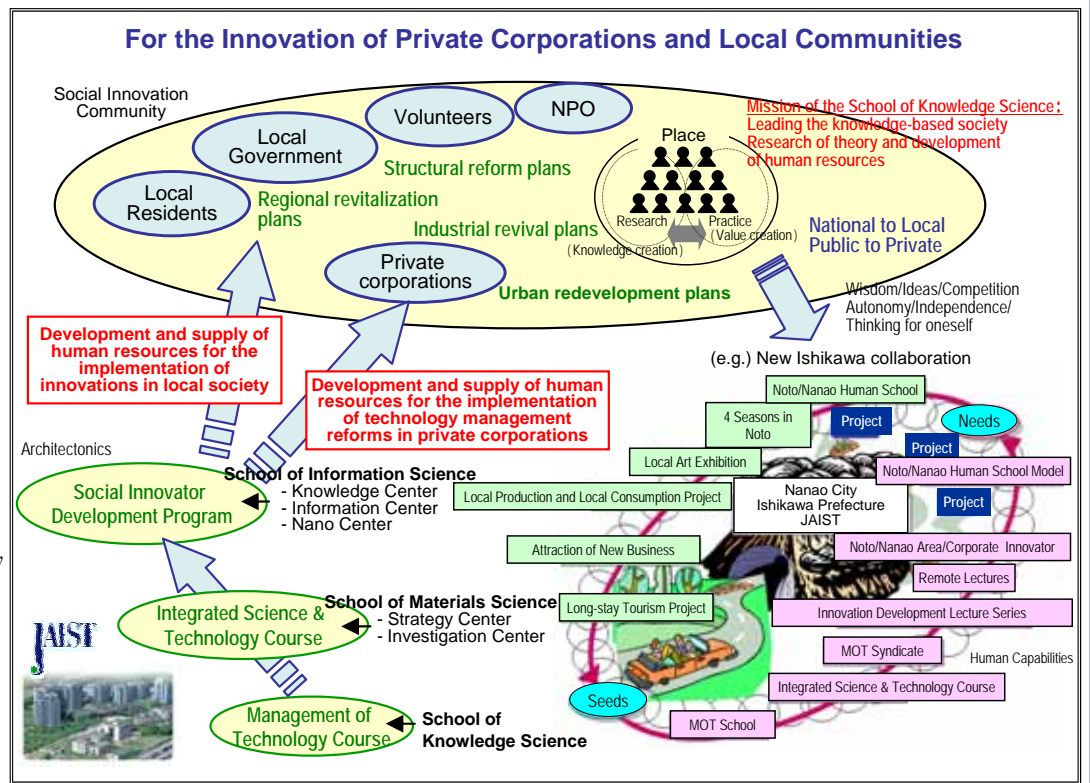 For the Innovation of Private Corporations and Local Communities
Social Innovation
Community
Local
Residents
Local
Government
Volunteers
NPO
Structural reform plans
Regional revitalization
plans
Industrial revival plans
Private
corporations
Urban redevelopment plans
Place
Research
Practice
(Knowledge creation)
(Value creation)
Mission of the School of Knowledge Science:
Leading the knowledge-based society
Research of theory and development
of human resources
National to Local
Public to Private
Wisdom/Ideas/Competition
Autonomy/Independence/
Thinking for oneself
Development and supply of
human resources for the
implementation of
innovations in local society
Development and supply of human
resources for the implementation
of technology management
reforms in private corporations
Architectonics
Social Innovator
Development Program
School of Information Science
- Knowledge Center
- Information Center
- Nano Center
Integrated Science &
Technology Course
School of Materials Science
- Strategy Center
- Investigation Center
Management of
Technology Course
School of
Knowledge Science
JAIST
(e.g.) New Ishikawa collaboration
Noto/Nanao Human School
4 Seasons in
Noto
Project
Needs
Project
Local Art Exhibition
Noto/Nanao Human School Model
Local Production and Local Consumption Project
Nanao City
Ishikawa Prefecture
JAIST
Project
Attraction of New Business
Noto/Nanao Area/Corporate Innovator
Remote Lectures
Long-stay Tourism Project
Innovation Development Lecture Series
MOT Syndicate
Human Capabilities
Integrated Science & Technology Course
Seeds
MOT School